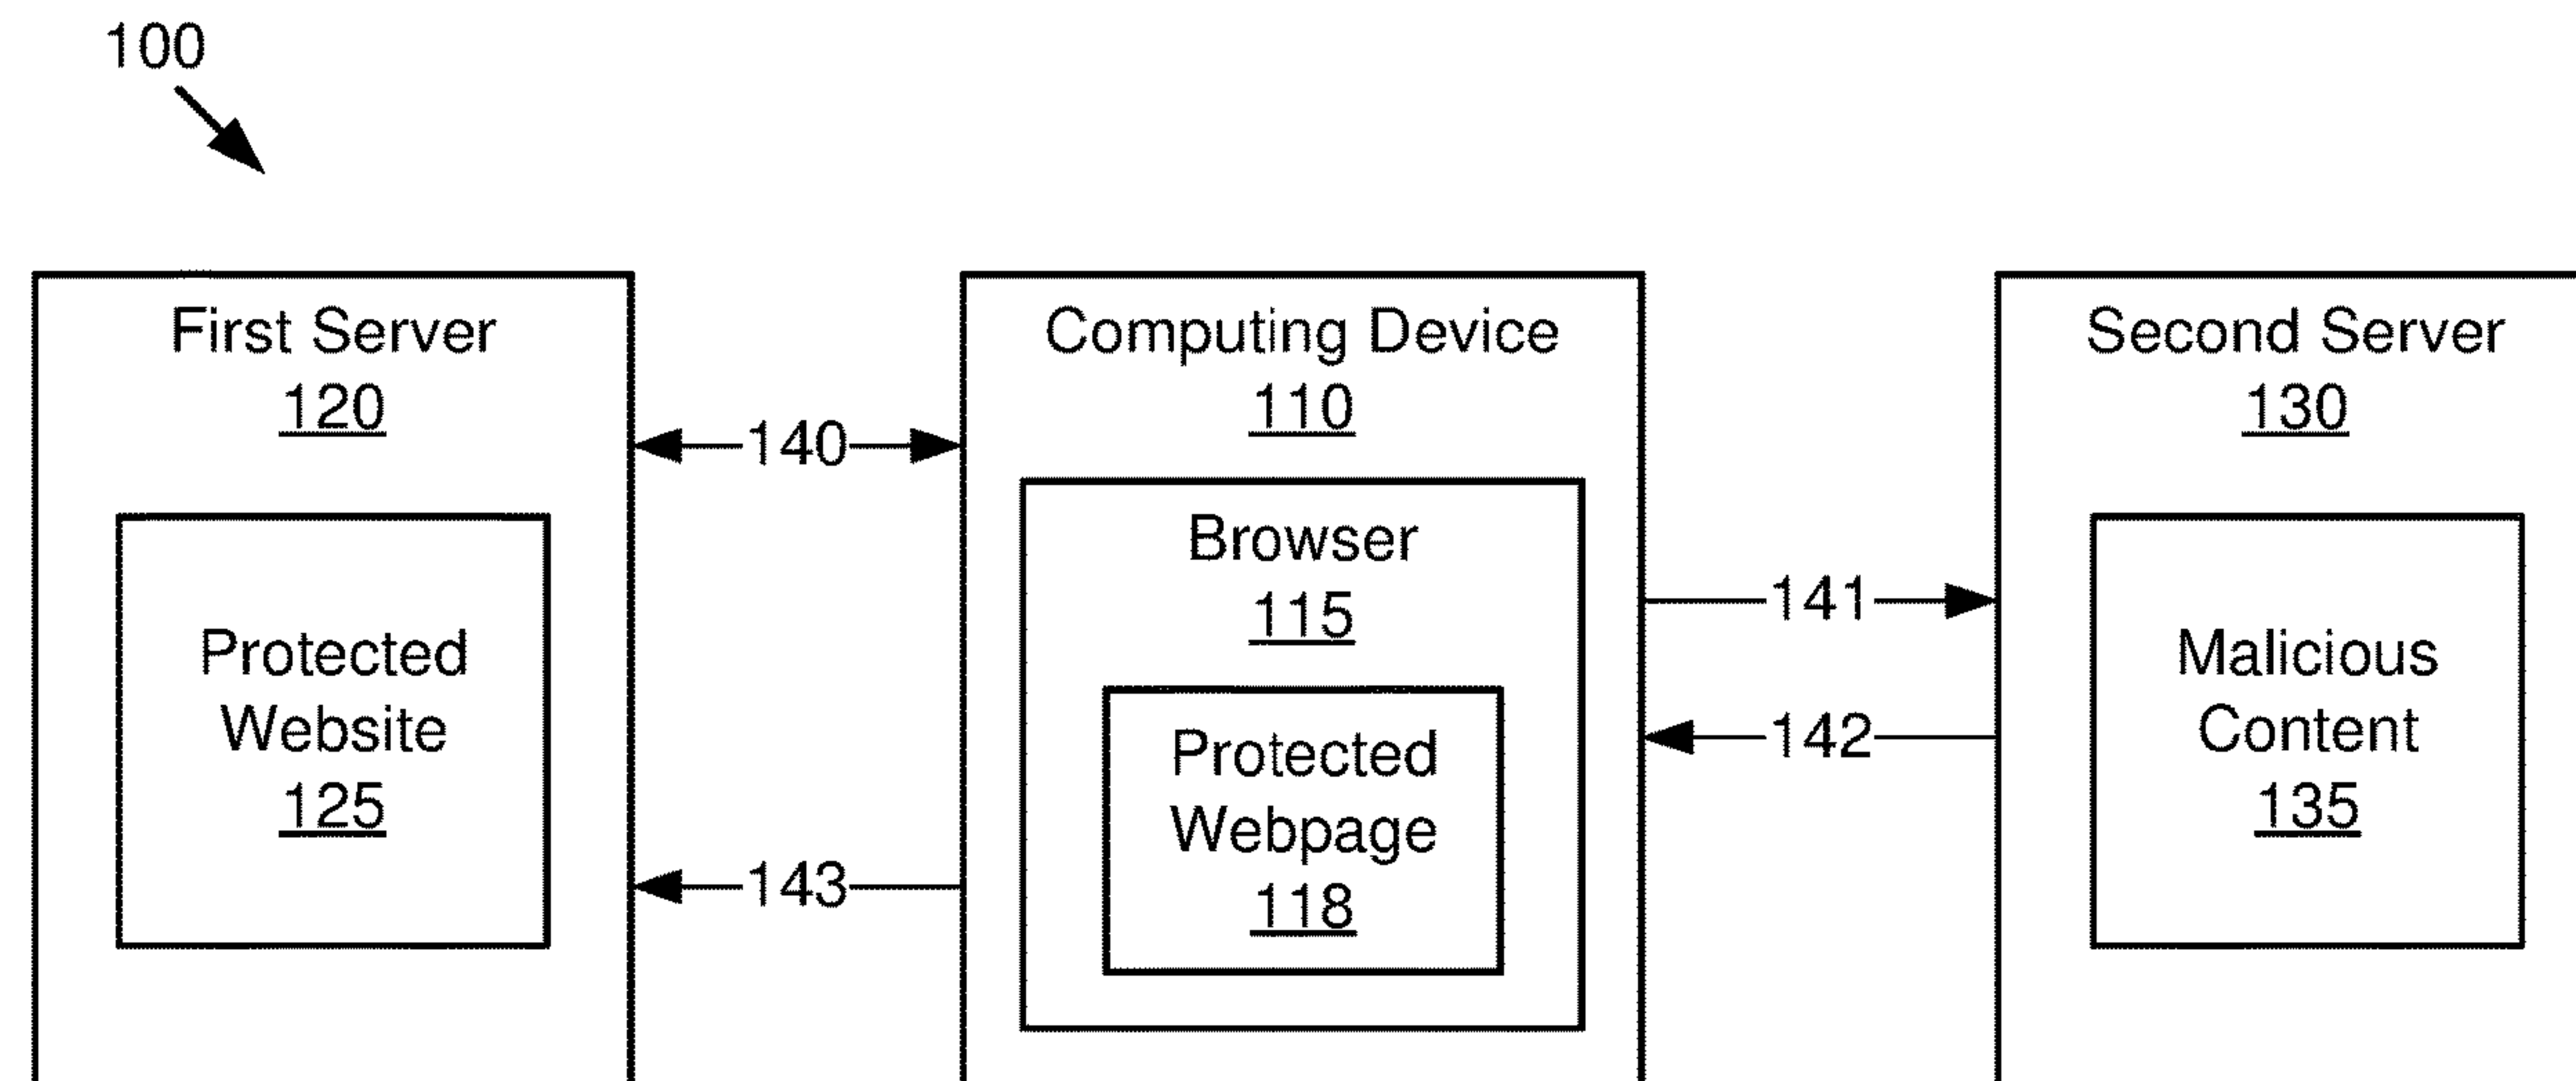 100
First Server
120
Protected
Website
125
140
143
Computing Device
110
Browser
115
Protected
Webpage
118
141
142
Second Server
130
Malicious
Content
135